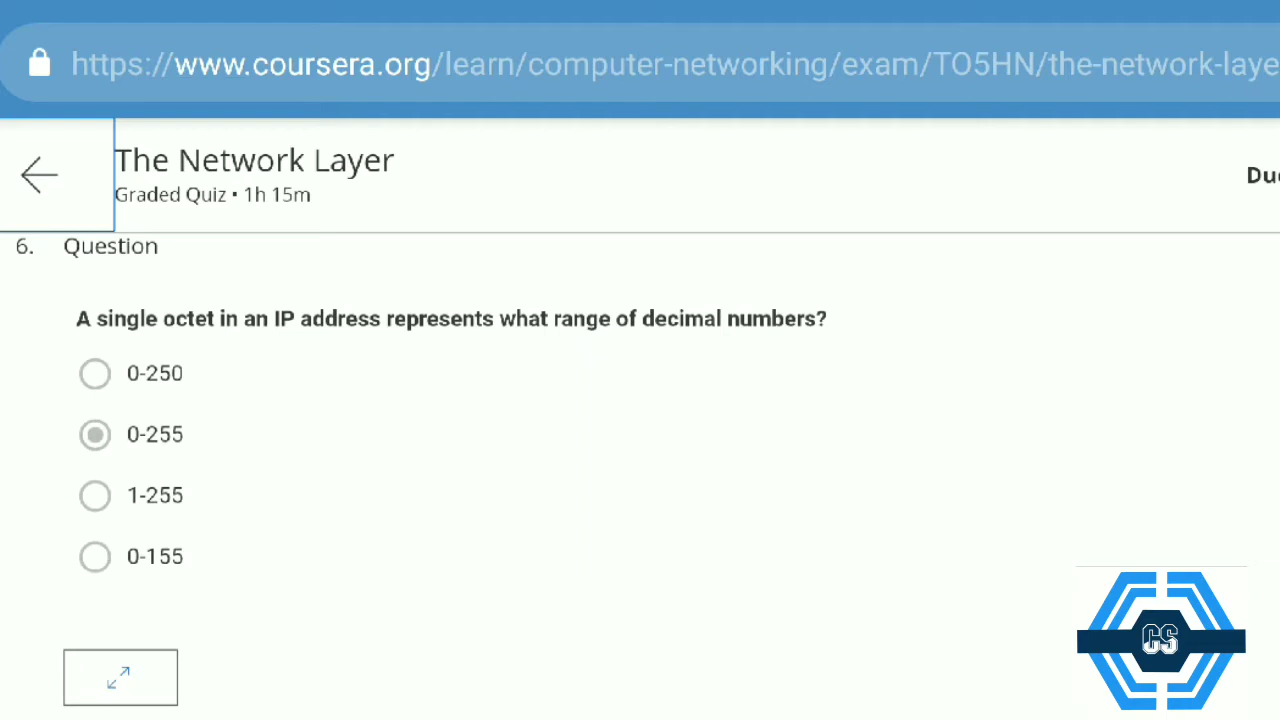 https://www.coursera.org/learn/computer-networking/exam/TO5HN/the-network-laye
The Network Layer
Graded Quiz • 1h 15m
Du
6. Question
A single octet in an IP address represents what range of decimal numbers?
0-250
0-255
1-255
0-155
CS